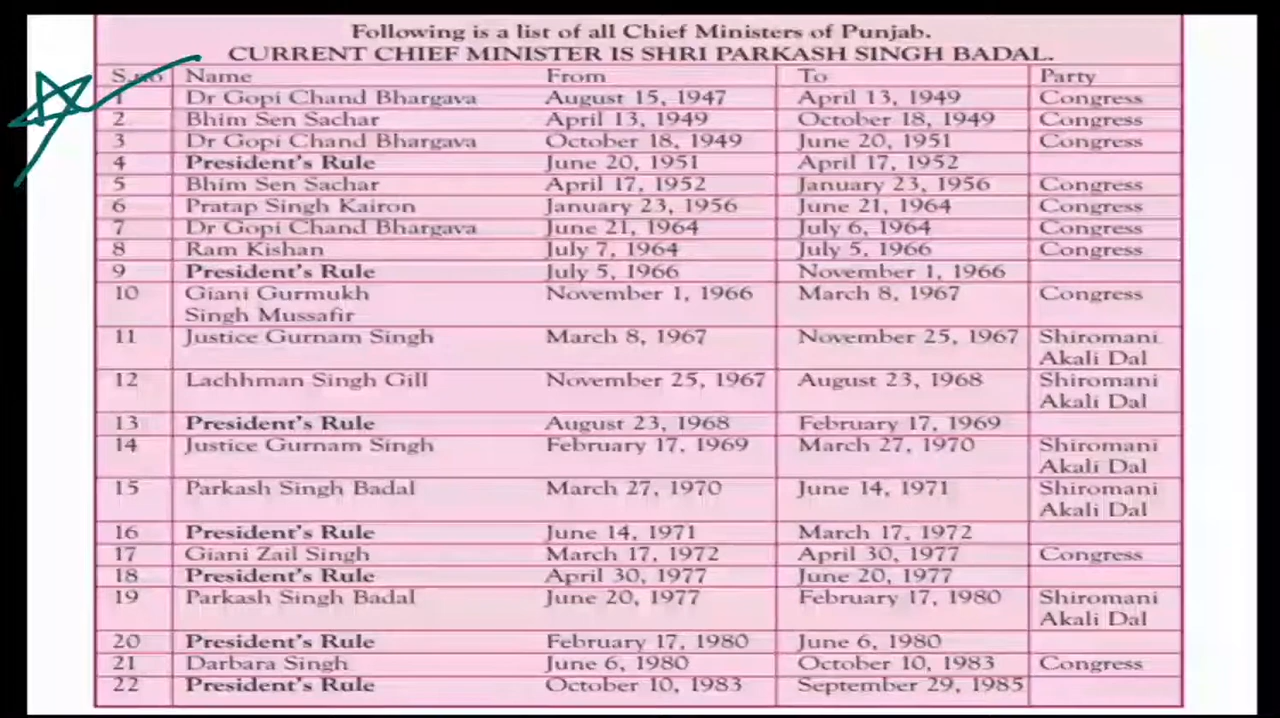 Following is a list of all Chief Ministers of Punjab.
CURRENT CHIEF MINISTER IS SHRI PARKASH SINGH BADAL.
S.no Name From To Party
1 Dr Gopi Chand Bhargava August 15, 1947 April 13, 1949 Congress
2 Bhim Sen Sachar April 13, 1949 October 18, 1949 Congress
3 Dr Gopi Chand Bhargava October 18, 1949 June 20, 1951 Congress
4 President's Rule June 20, 1951 April 17, 1952
5 Bhim Sen Sachar April 17, 1952 January 23, 1956 Congress
6 Pratap Singh Kairon January 23, 1956 June 21, 1964 Congress
7 Dr Gopi Chand Bhargava June 21, 1964 July 6, 1964 Congress
8 Ram Kishan July 7, 1964 July 5, 1966 Congress
9 President's Rule July 5, 1966 November 1, 1966
10 Giani Gurmukh November 1, 1966 March 8, 1967 Congress
Singh Mussafir
11 Justice Gurnam Singh March 8, 1967 November 25, 1967 Shiromani
Akali Dal
12 Lachhman Singh Gill November 25, 1967 August 23, 1968 Shiromani
Akali Dal
13 President's Rule August 23, 1968 February 17, 1969
14 Justice Gurnam Singh February 17, 1969 March 27, 1970 Shiromani
Akali Dal
15 Parkash Singh Badal March 27, 1970 June 14, 1971 Shiromani
Akali Dal
16 President's Rule June 14, 1971 March 17, 1972
17 Giani Zail Singh March 17, 1972 April 30, 1977 Congress
18 President's Rule April 30, 1977 June 20, 1977
19 Parkash Singh Badal June 20, 1977 February 17, 1980 Shiromani
Akali Dal
20 President's Rule February 17, 1980 June 6, 1980
21 Darbara Singh June 6, 1980 October 10, 1983 Congress
22 President's Rule October 10, 1983 September 29, 1985